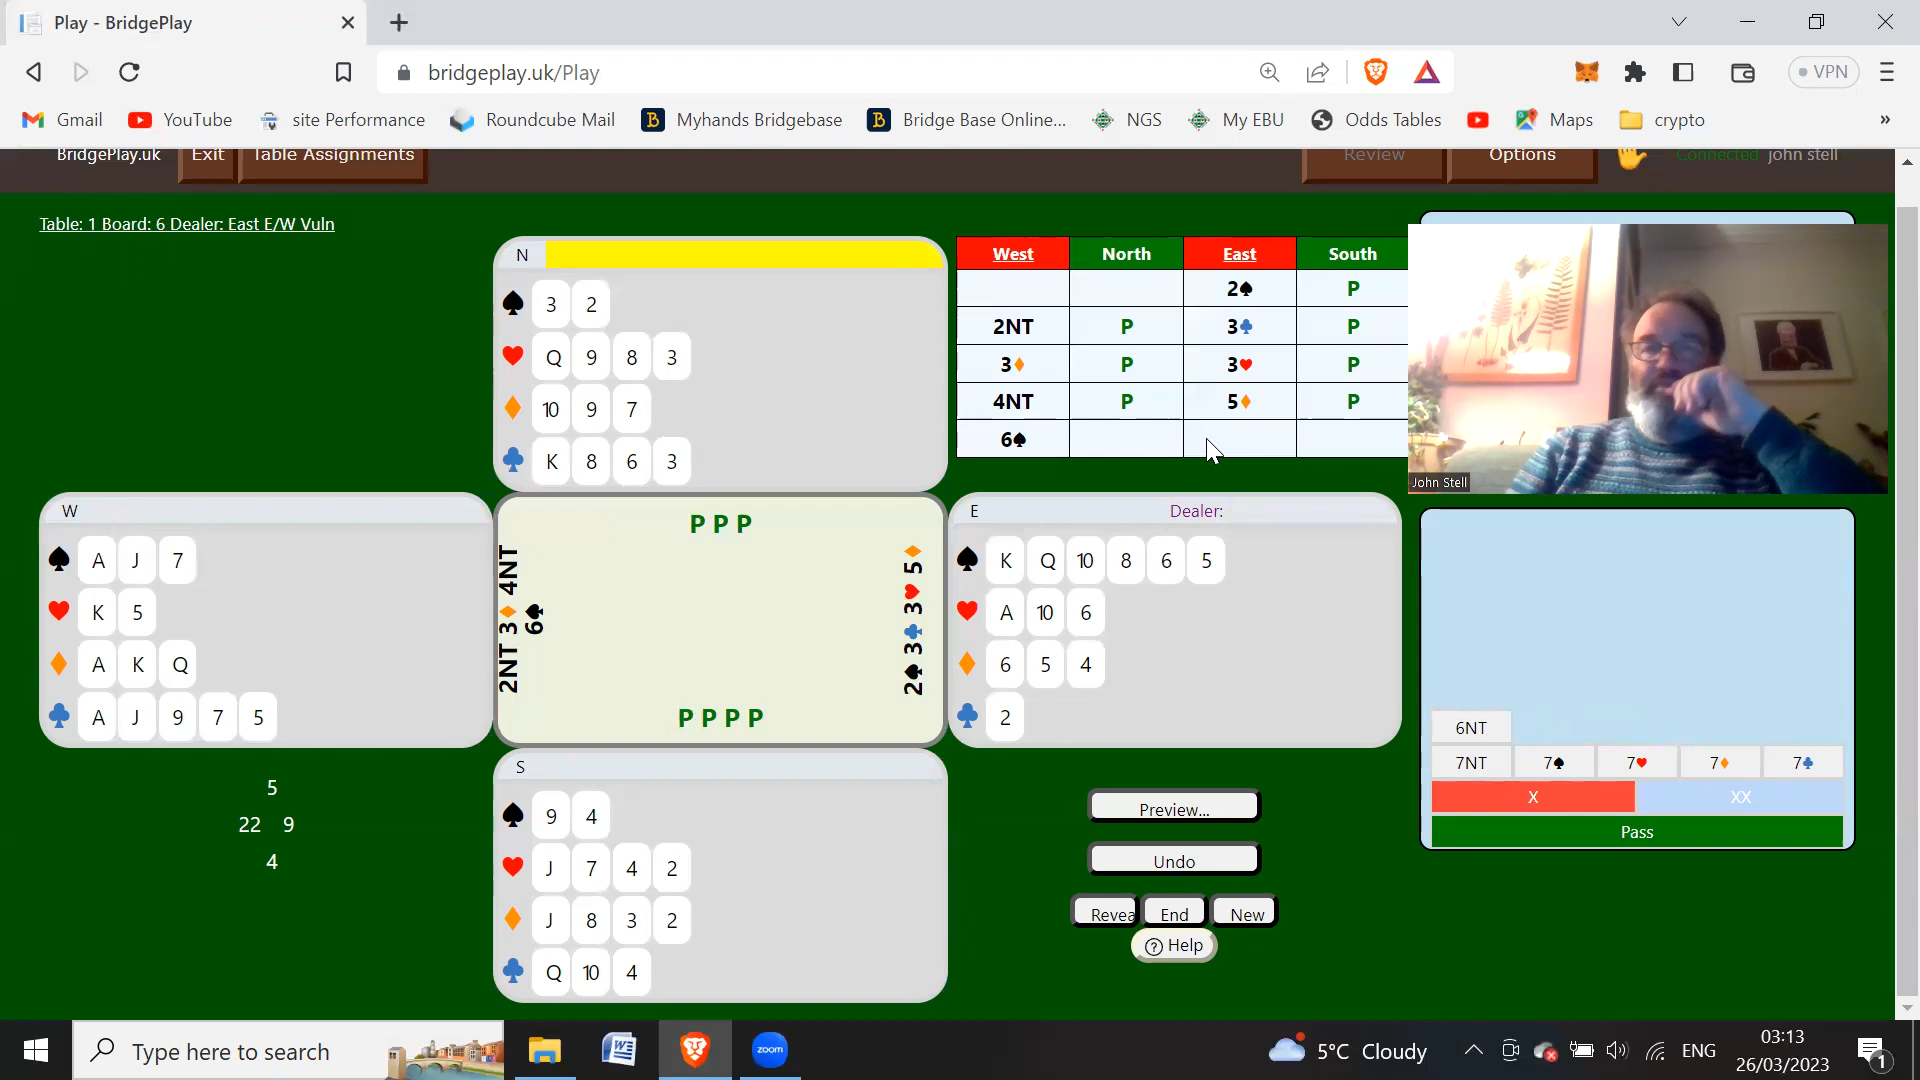 Play - BridgePlay
bridgeplay.uk/Play
VPN
Gmail YouTube site Performance Roundcube Mail Myhands Bridgebase Bridge Base Online... NGS My EBU Odds Tables Maps crypto »
BridgePlay.uk Exit Table Assignments Review Options Connected john stell
Table: 1 Board: 6 Dealer: East E/W Vuln
N
♠ 3 2
♥ Q 9 8 3
♦ 10 9 7
♣ K 8 6 3
West North East South
2♠ P
2NT P 3♣ P
3♦ P 3♥ P
4NT P 5♦ P
6♠
John Stell
W
♠ A J 7
♥ K 5
♦ A K Q
♣ A J 9 7 5
P P P
2NT 3♦ 4NT
6♠
2♠ 3♣ 3♥ 5♦
P P P P
E Dealer:
♠ K Q 10 8 6 5
♥ A 10 6
♦ 6 5 4
♣ 2
6NT
7NT 7♠ 7♥ 7♦ 7♣
X XX
Pass
5
22 9
4
S
♠ 9 4
♥ J 7 4 2
♦ J 8 3 2
♣ Q 10 4
Preview...
Undo
Revea End New
Help
Type here to search
zoom
5°C Cloudy
ENG
03:13
26/03/2023
1